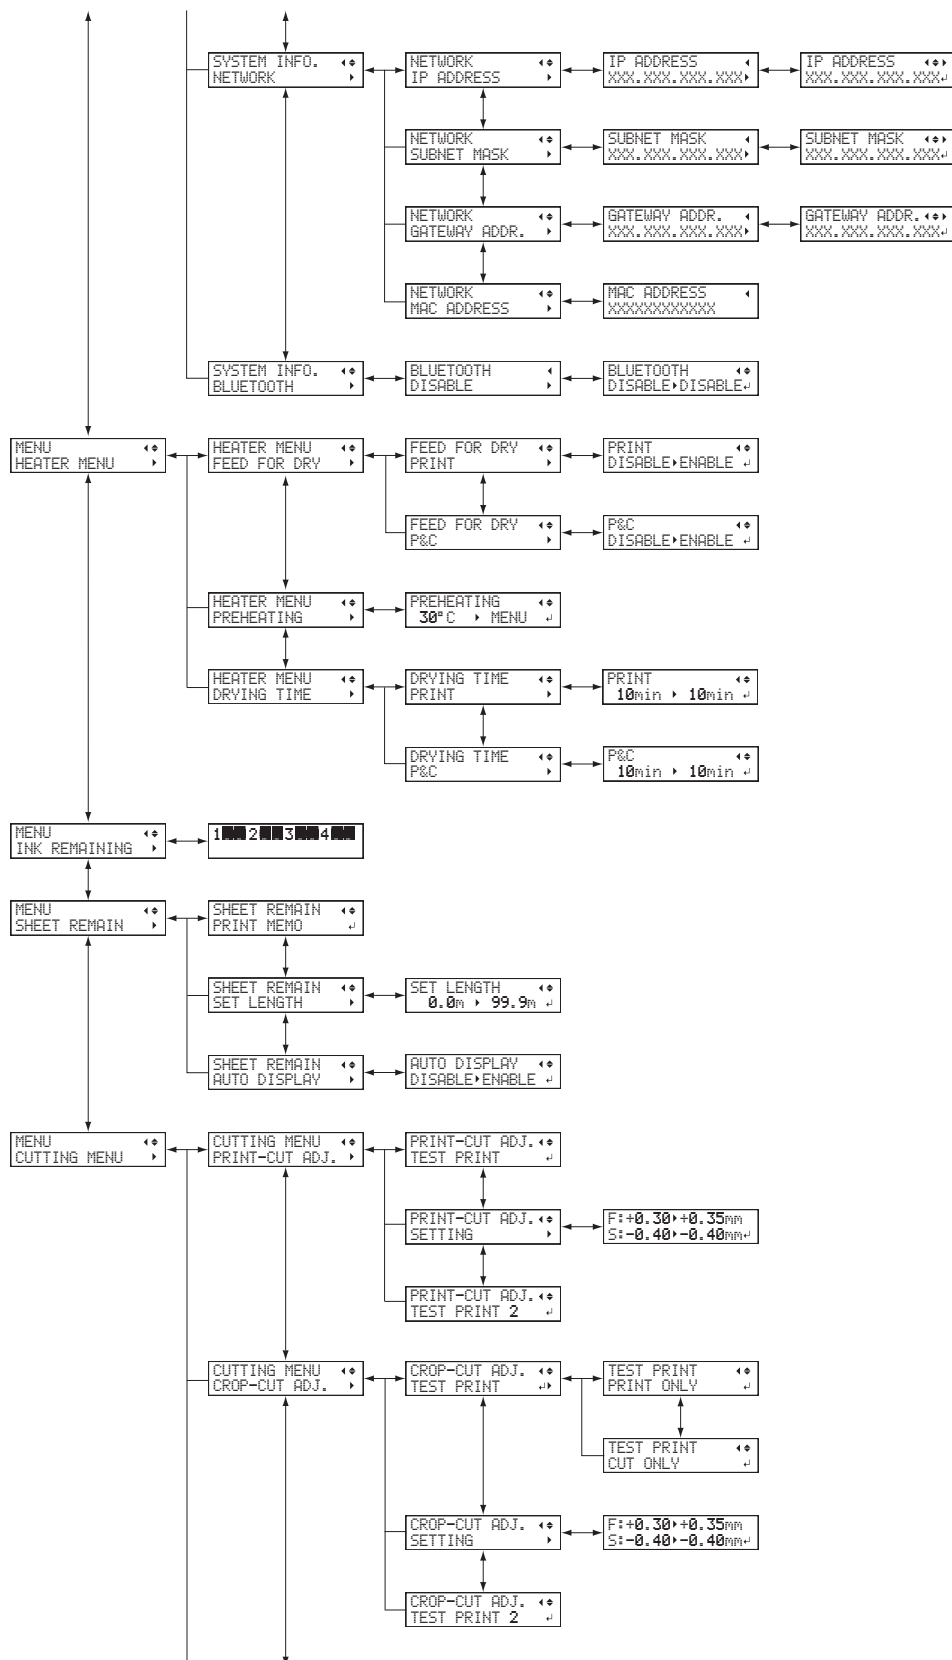 SYSTEM INFO. ◂◆
NETWORK ▸
NETWORK ◂◆
IP ADDRESS ▸
IP ADDRESS ◂
XXX.XXX.XXX.XXX▸
IP ADDRESS ◂◆▸
XXX.XXX.XXX.XXX↵
NETWORK ◂◆
SUBNET MASK ▸
SUBNET MASK ◂
XXX.XXX.XXX.XXX▸
SUBNET MASK ◂◆▸
XXX.XXX.XXX.XXX↵
NETWORK ◂◆
GATEWAY ADDR. ▸
GATEWAY ADDR. ◂
XXX.XXX.XXX.XXX▸
GATEWAY ADDR.◂◆▸
XXX.XXX.XXX.XXX↵
NETWORK ◂◆
MAC ADDRESS ▸
MAC ADDRESS ◂
XXXXXXXXXXXX
SYSTEM INFO. ◂◆
BLUETOOTH ▸
BLUETOOTH ◂
DISABLE ▸
BLUETOOTH ◂◆
DISABLE▸DISABLE↵
MENU ◂◆
HEATER MENU ▸
HEATER MENU ◂◆
FEED FOR DRY ▸
FEED FOR DRY ◂◆
PRINT ▸
PRINT ◂◆
DISABLE▸ENABLE ↵
FEED FOR DRY ◂◆
P&C ▸
P&C ◂◆
DISABLE▸ENABLE ↵
HEATER MENU ◂◆
PREHEATING ▸
PREHEATING ◂◆
30°C ▸ MENU ↵
HEATER MENU ◂◆
DRYING TIME ▸
DRYING TIME ◂◆
PRINT ▸
PRINT ◂◆
10min ▸ 10min ↵
DRYING TIME ◂◆
P&C ▸
P&C ◂◆
10min ▸ 10min ↵
MENU ◂◆
INK REMAINING ▸
1■■2■■3■■4■■
MENU ◂◆
SHEET REMAIN ▸
SHEET REMAIN ◂◆
PRINT MEMO ↵
SHEET REMAIN ◂◆
SET LENGTH ▸
SET LENGTH ◂◆
0.0m ▸ 99.9m ↵
SHEET REMAIN ◂◆
AUTO DISPLAY ▸
AUTO DISPLAY ◂◆
DISABLE▸ENABLE ↵
MENU ◂◆
CUTTING MENU ▸
CUTTING MENU ◂◆
PRINT-CUT ADJ. ▸
PRINT-CUT ADJ.◂◆
TEST PRINT ↵
PRINT-CUT ADJ.◂◆
SETTING ▸
F:+0.30▸+0.35mm
S:-0.40▸-0.40mm↵
PRINT-CUT ADJ.◂◆
TEST PRINT 2 ↵
CUTTING MENU ◂◆
CROP-CUT ADJ. ▸
CROP-CUT ADJ. ◂◆
TEST PRINT ↵▸
TEST PRINT ◂◆
PRINT ONLY ↵
TEST PRINT ◂◆
CUT ONLY ↵
CROP-CUT ADJ. ◂◆
SETTING ▸
F:+0.30▸+0.35mm
S:-0.40▸-0.40mm↵
CROP-CUT ADJ. ◂◆
TEST PRINT 2 ↵